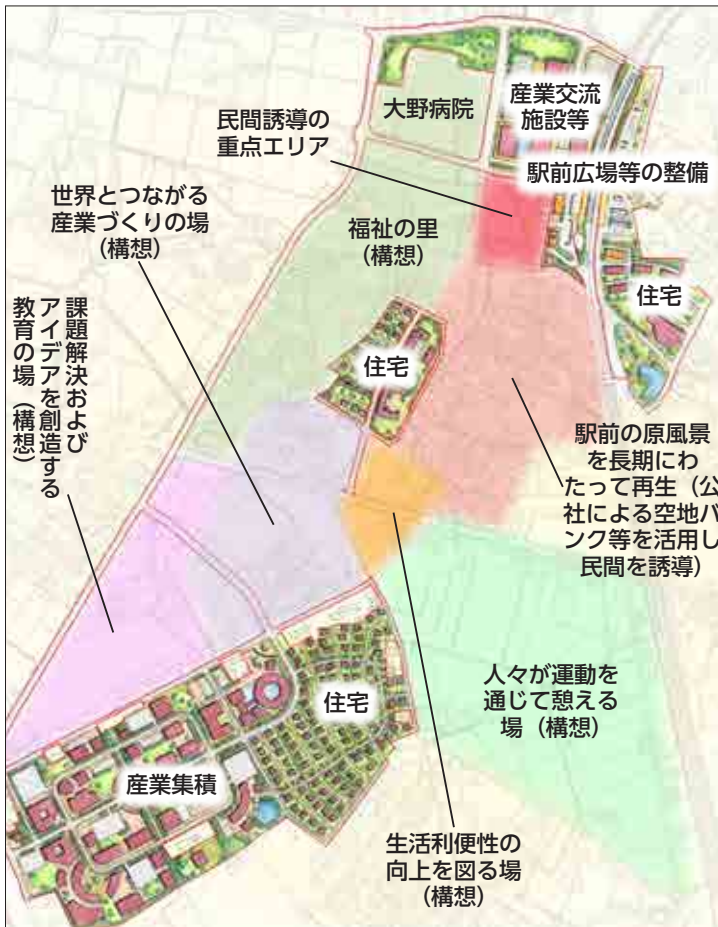 大野病院
産業交流
施設等
民間誘導の
重点エリア
駅前広場等の整備
世界とつながる
産業づくりの場
(構想)
福祉の里
(構想)
住宅
課題解決および
アイデアを創造する
教育の場(構想)
住宅
駅前の原風景
を長期にわ
たって再生(公
社による空地バ
ンク等を活用し
民間を誘導)
人々が運動を
通じて憩える
場(構想)
住宅
産業集積
生活利便性の
向上を図る場
(構想)